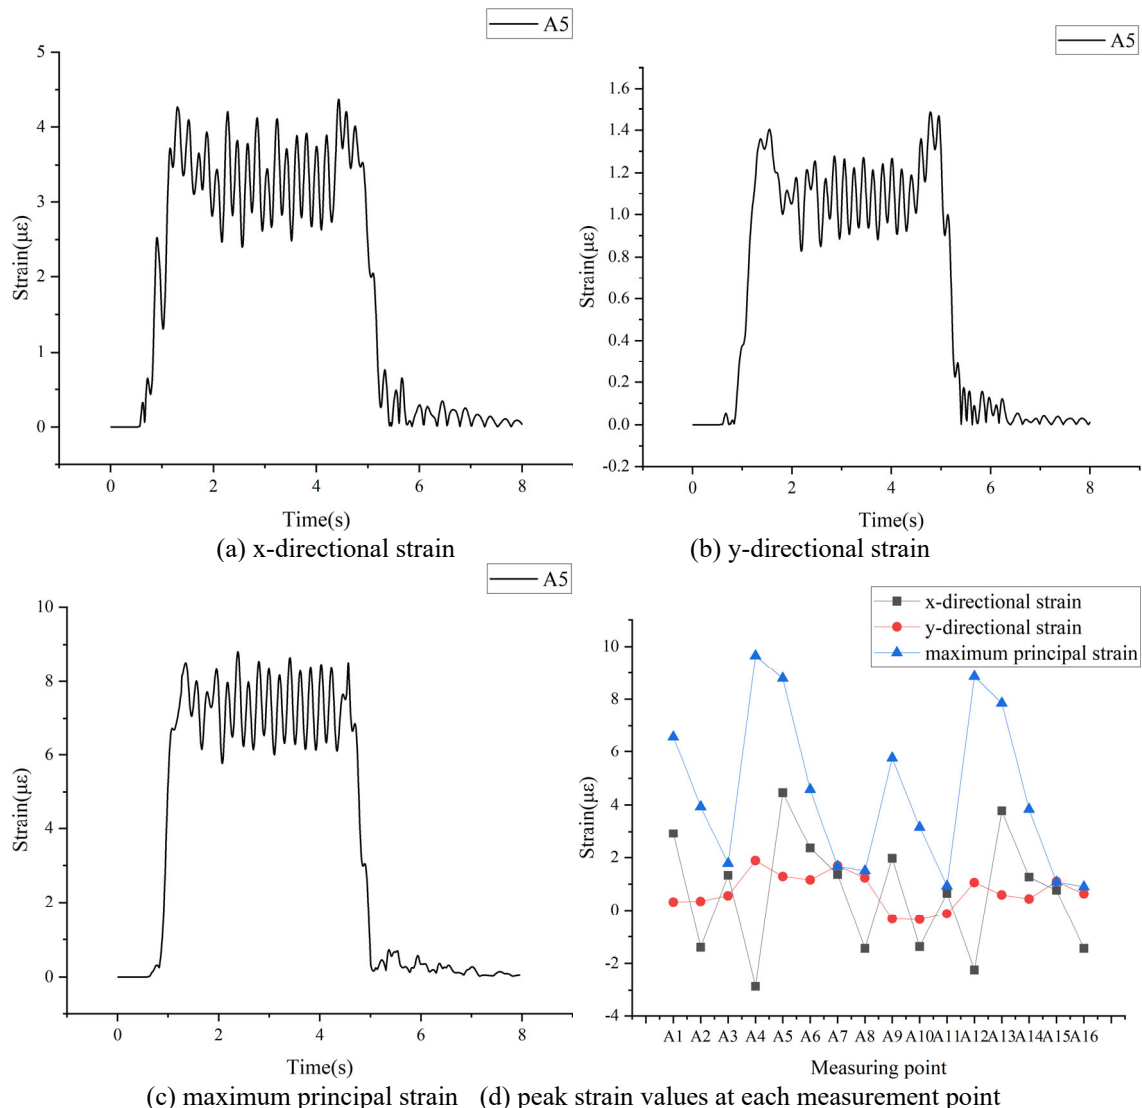 A5
5
4
3
2
1
0
Strain(με)
0 2 4 6 8
Time(s)
(a) x-directional strain
A5
1.6
1.4
1.2
1.0
0.8
0.6
0.4
0.2
0.0
-0.2
Strain(με)
0 2 4 6 8
Time(s)
(b) y-directional strain
A5
10
8
6
4
2
0
Strain(με)
0 2 4 6 8
Time(s)
(c) maximum principal strain
x-directional strain
y-directional strain
maximum principal strain
10
8
6
4
2
0
-2
-4
Strain(με)
A1 A2 A3 A4 A5 A6 A7 A8 A9 A10 A11 A12 A13 A14 A15 A16
Measuring point
(d) peak strain values at each measurement point